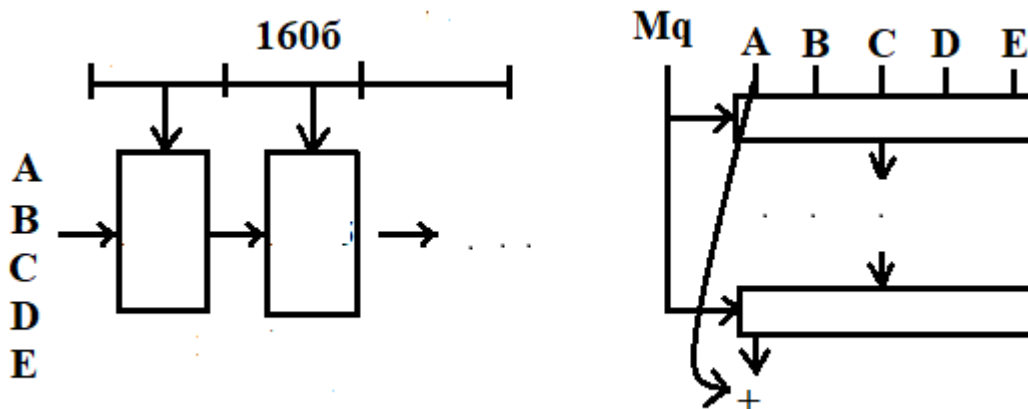 160б
A
B
C
D
E
Mq
A B C D E
. . .
. . .
+